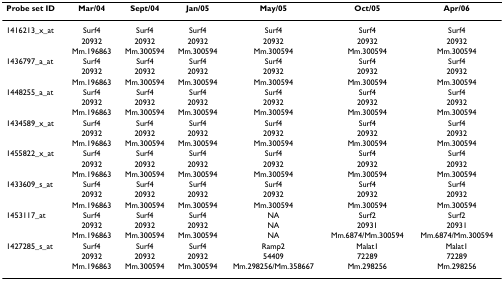 Probe set ID Mar/04 Sept/04 Jan/05 May/05 Oct/05 Apr/06
1416213_x_at Surf4 Surf4 Surf4 Surf4 Surf4 Surf4
20932 20932 20932 20932 20932 20932
Mm.196863 Mm.300594 Mm.300594 Mm.300594 Mm.300594 Mm.300594
1436797_a_at Surf4 Surf4 Surf4 Surf4 Surf4 Surf4
20932 20932 20932 20932 20932 20932
Mm.196863 Mm.300594 Mm.300594 Mm.300594 Mm.300594 Mm.300594
1448255_a_at Surf4 Surf4 Surf4 Surf4 Surf4 Surf4
20932 20932 20932 20932 20932 20932
Mm.196863 Mm.300594 Mm.300594 Mm.300594 Mm.300594 Mm.300594
1434589_x_at Surf4 Surf4 Surf4 Surf4 Surf4 Surf4
20932 20932 20932 20932 20932 20932
Mm.196863 Mm.300594 Mm.300594 Mm.300594 Mm.300594 Mm.300594
1455822_x_at Surf4 Surf4 Surf4 Surf4 Surf4 Surf4
20932 20932 20932 20932 20932 20932
Mm.196863 Mm.300594 Mm.300594 Mm.300594 Mm.300594 Mm.300594
1433609_s_at Surf4 Surf4 Surf4 Surf4 Surf4 Surf4
20932 20932 20932 20932 20932 20932
Mm.196863 Mm.300594 Mm.300594 Mm.300594 Mm.300594 Mm.300594
1453117_at Surf4 Surf4 Surf4 NA Surf2 Surf2
20932 20932 20932 NA 20931 20931
Mm.196863 Mm.300594 Mm.300594 NA Mm.6874/Mm.300594 Mm.6874/Mm.300594
1427285_s_at Surf4 Surf4 Surf4 Ramp2 Malat1 Malat1
20932 20932 20932 54409 72289 72289
Mm.196863 Mm.300594 Mm.300594 Mm.298256/Mm.358667 Mm.298256 Mm.298256